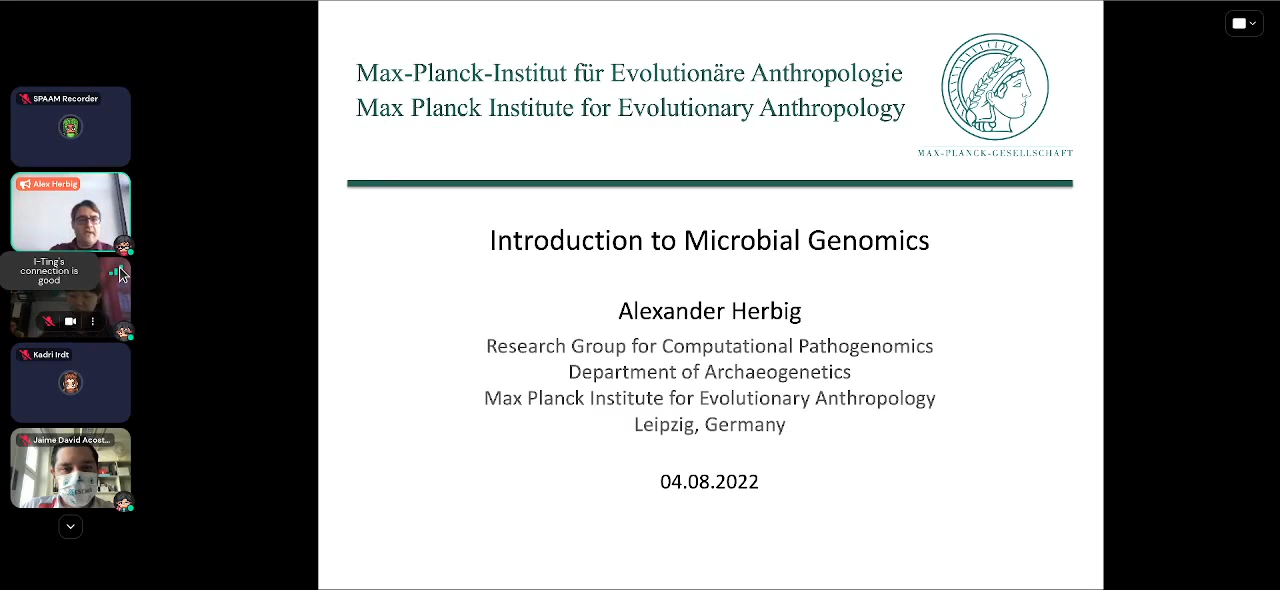 SPAAM Recorder
Alex Herbig
I-Ting's
connection is
good
Kadri Irdt
Jaime David Acost...
Max-Planck-Institut für Evolutionäre Anthropologie
Max Planck Institute for Evolutionary Anthropology
MAX-PLANCK-GESELLSCHAFT
Introduction to Microbial Genomics
Alexander Herbig
Research Group for Computational Pathogenomics
Department of Archaeogenetics
Max Planck Institute for Evolutionary Anthropology
Leipzig, Germany
04.08.2022